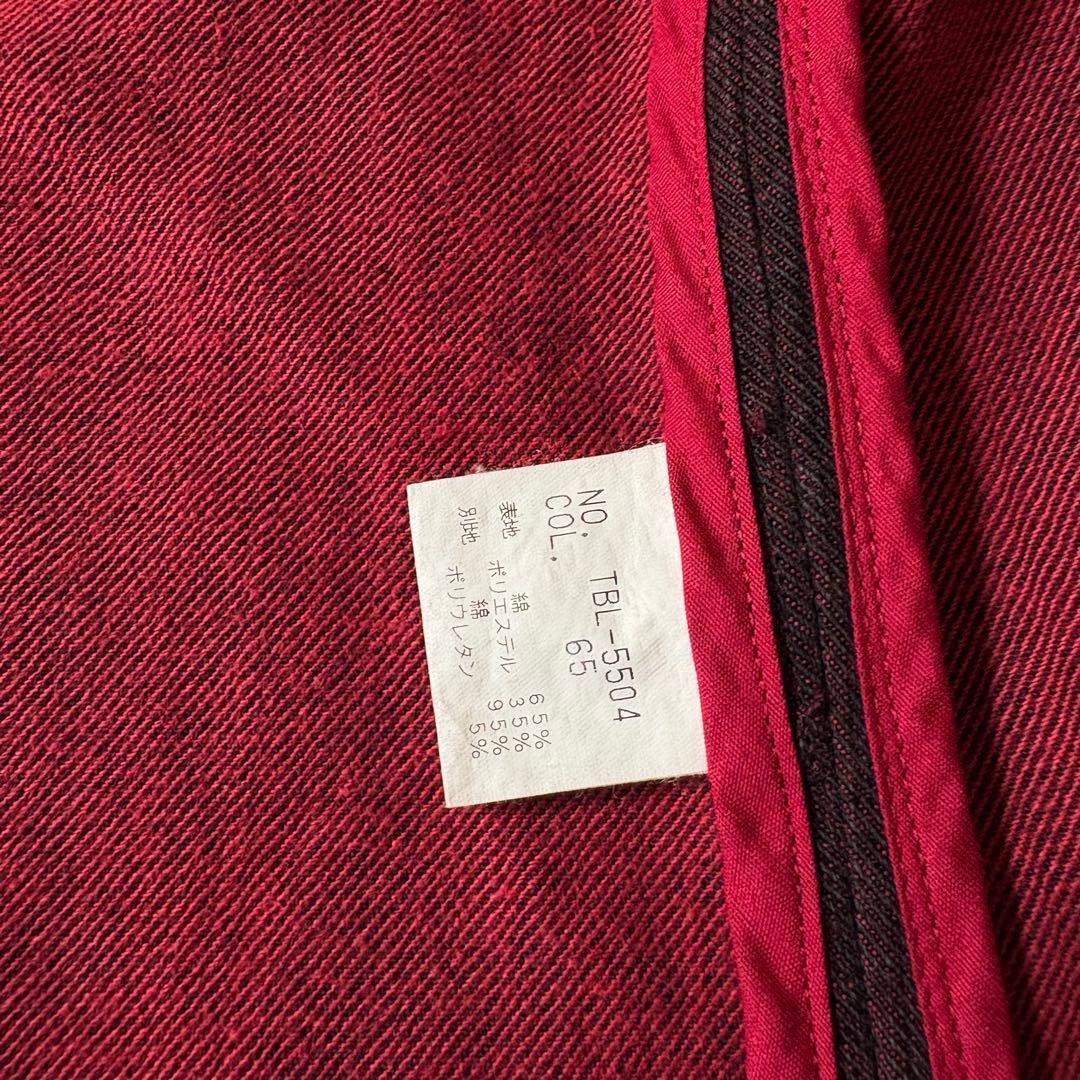 NO. TBL-5504
COL. 65
表地 綿 65%
ポリエステル 35%
別地 綿 95%
ポリウレタン 5%